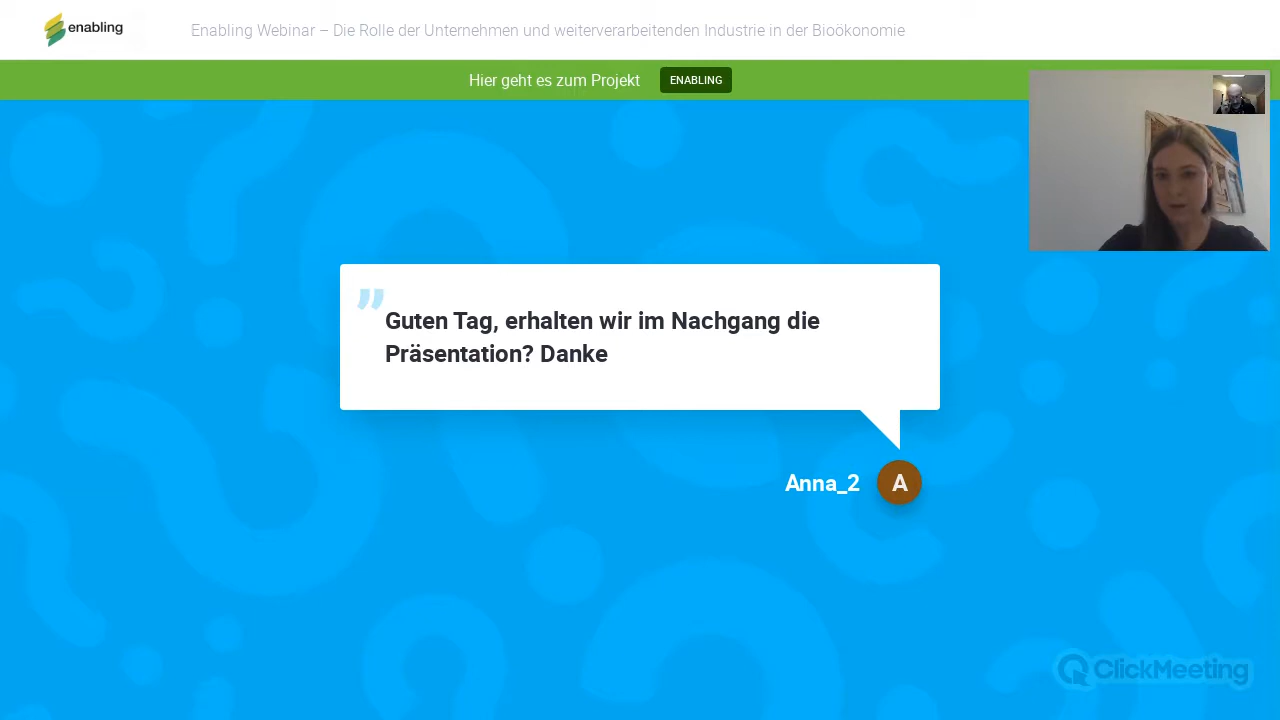 enabling
Enabling Webinar – Die Rolle der Unternehmen und weiterverarbeitenden Industrie in der Bioökonomie
Hier geht es zum Projekt
ENABLING
Guten Tag, erhalten wir im Nachgang die
Präsentation? Danke
Anna_2
A
ClickMeeting